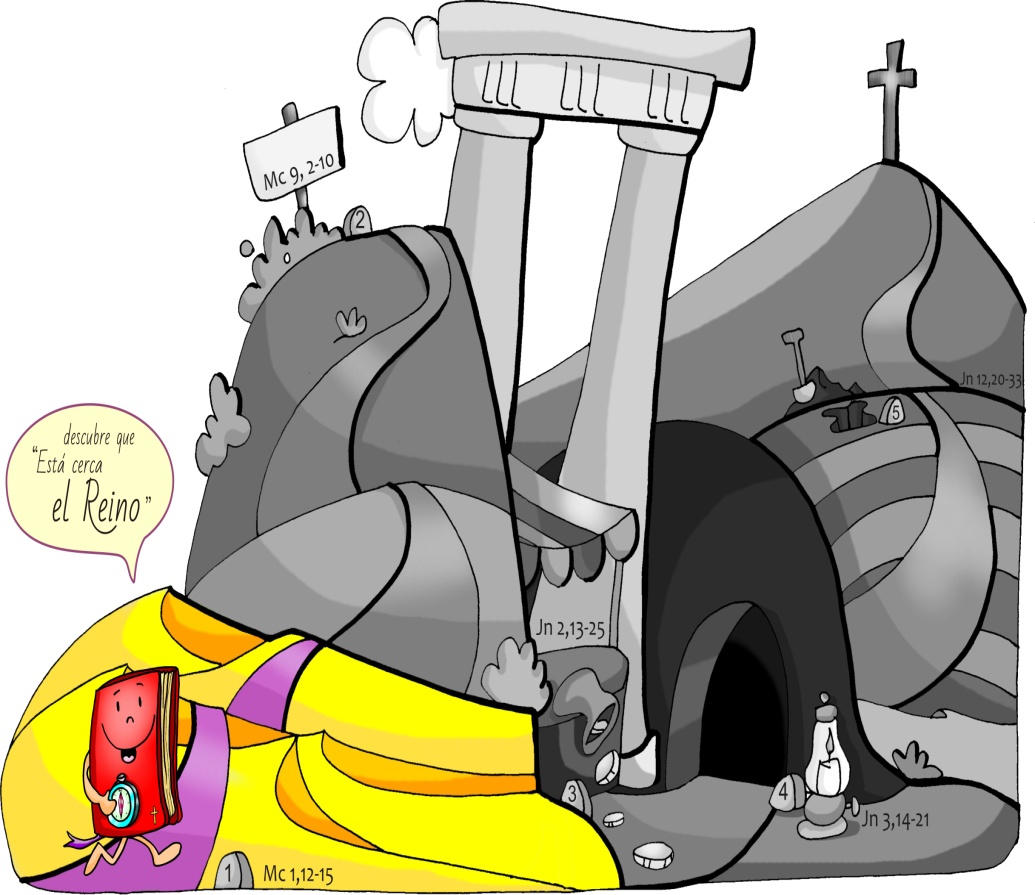 Mc 9, 2-10
2
Jn 12,20-33
5
descubre que
"Está cerca
el Reino"
Jn 2,13-25
3
4
Jn 3,14-21
1
Mc 1,12-15